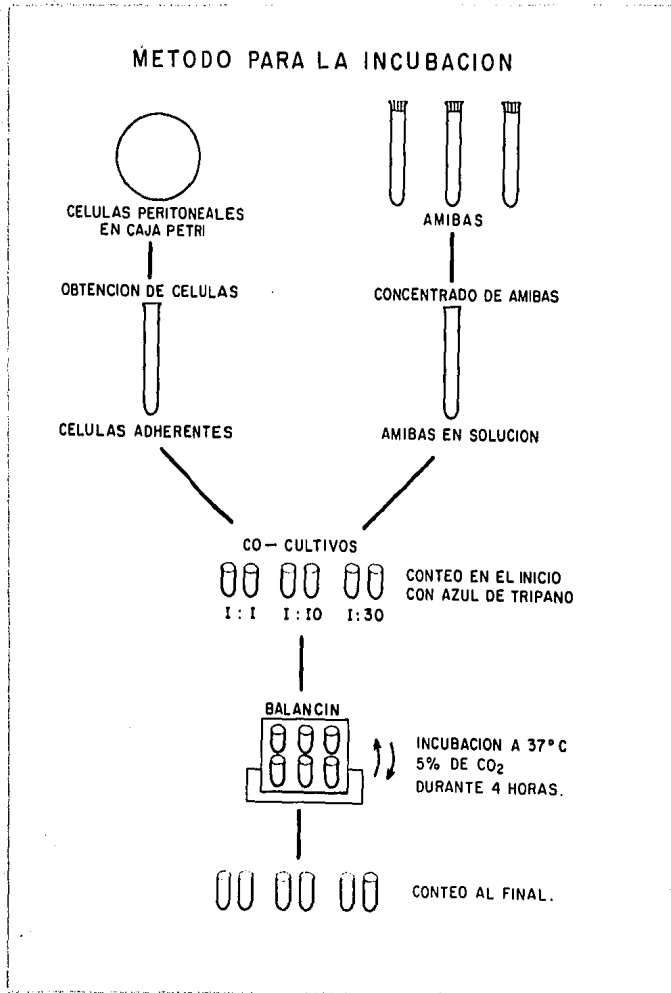 METODO PARA LA INCUBACION
CELULAS PERITONEALES
EN CAJA PETRI
OBTENCION DE CELULAS
CELULAS ADHERENTES
AMIBAS
CONCENTRADO DE AMIBAS
AMIBAS EN SOLUCION
CO-CULTIVOS
I:I I:IO I:30
CONTEO EN EL INICIO
CON AZUL DE TRIPANO
BALANCIN
INCUBACION A 37°C
5% DE CO₂
DURANTE 4 HORAS.
CONTEO AL FINAL.